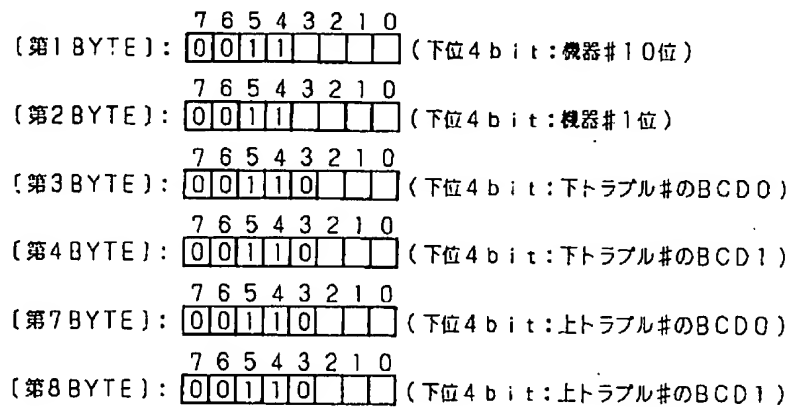 7 6 5 4 3 2 1 0
〔第1BYTE〕: 0 0 1 1 (下位4bit:機器#10位)
7 6 5 4 3 2 1 0
〔第2BYTE〕: 0 0 1 1 (下位4bit:機器#1位)
7 6 5 4 3 2 1 0
〔第3BYTE〕: 0 0 1 1 0 (下位4bit:下トラブル#のBCD0)
7 6 5 4 3 2 1 0
〔第4BYTE〕: 0 0 1 1 0 (下位4bit:下トラブル#のBCD1)
7 6 5 4 3 2 1 0
〔第7BYTE〕: 0 0 1 1 0 (下位4bit:上トラブル#のBCD0)
7 6 5 4 3 2 1 0
〔第8BYTE〕: 0 0 1 1 0 (下位4bit:上トラブル#のBCD1)